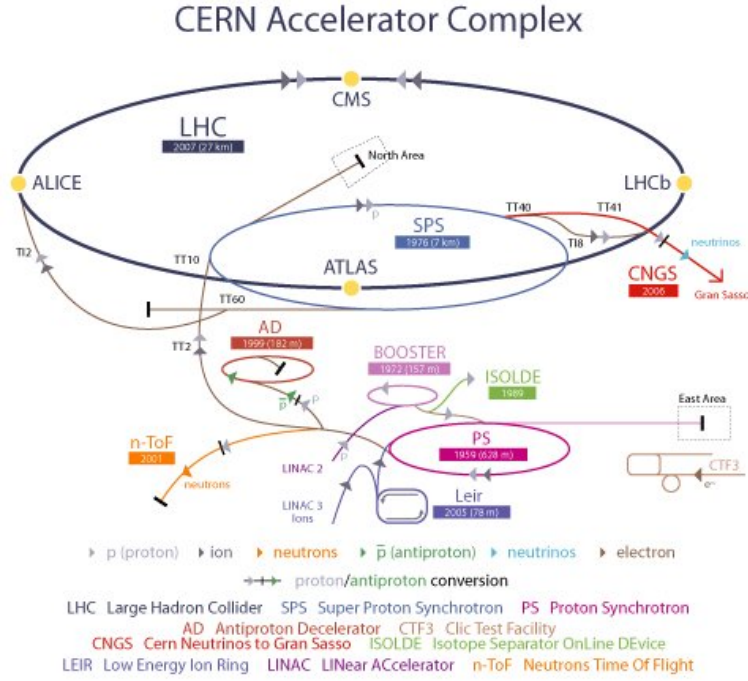 CERN Accelerator Complex
CMS
LHC
2007 (27 km)
North Area
ALICE
LHCb
TT40
TT41
p
SPS
1976 (7 km)
TI8
TI2
TT10
ATLAS
neutrinos
CNGS
2006
Gran Sasso
TT60
AD
1999 (182 m)
TT2
BOOSTER
1972 (157 m)
ISOLDE
1989
p̅
p
East Area
n-ToF
2001
p
PS
1959 (628 m)
neutrons
LINAC 2
CTF3
e⁻
LINAC 3
Ions
Leir
2005 (78 m)
p (proton)
ion
neutrons
p̅ (antiproton)
neutrinos
electron
proton/antiproton conversion
LHC Large Hadron Collider SPS Super Proton Synchrotron PS Proton Synchrotron
AD Antiproton Decelerator CTF3 Clic Test Facility
CNGS Cern Neutrinos to Gran Sasso ISOLDE Isotope Separator OnLine DEvice
LEIR Low Energy Ion Ring LINAC LINear ACcelerator n-ToF Neutrons Time Of Flight